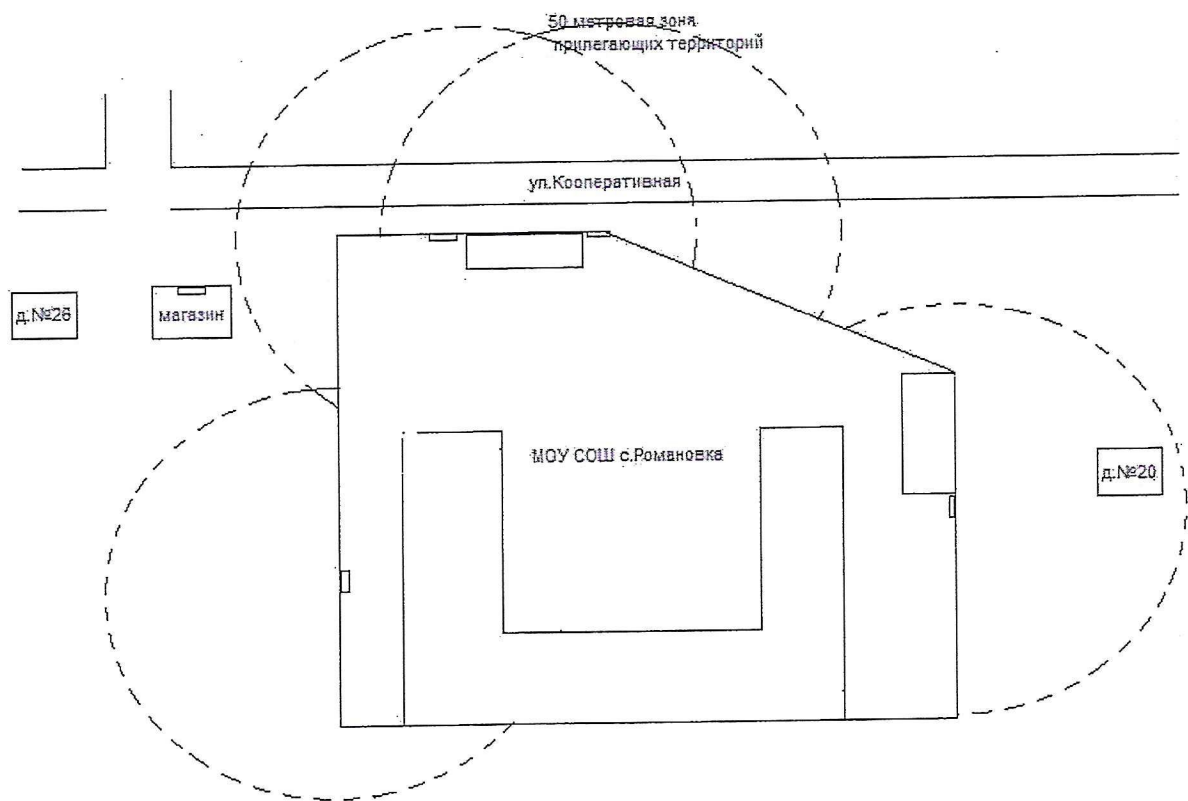 50 метровая зона
прилегающих территорий
ул.Кооперативная
д.№26
магазин
МОУ СОШ с.Романовка
д.№20